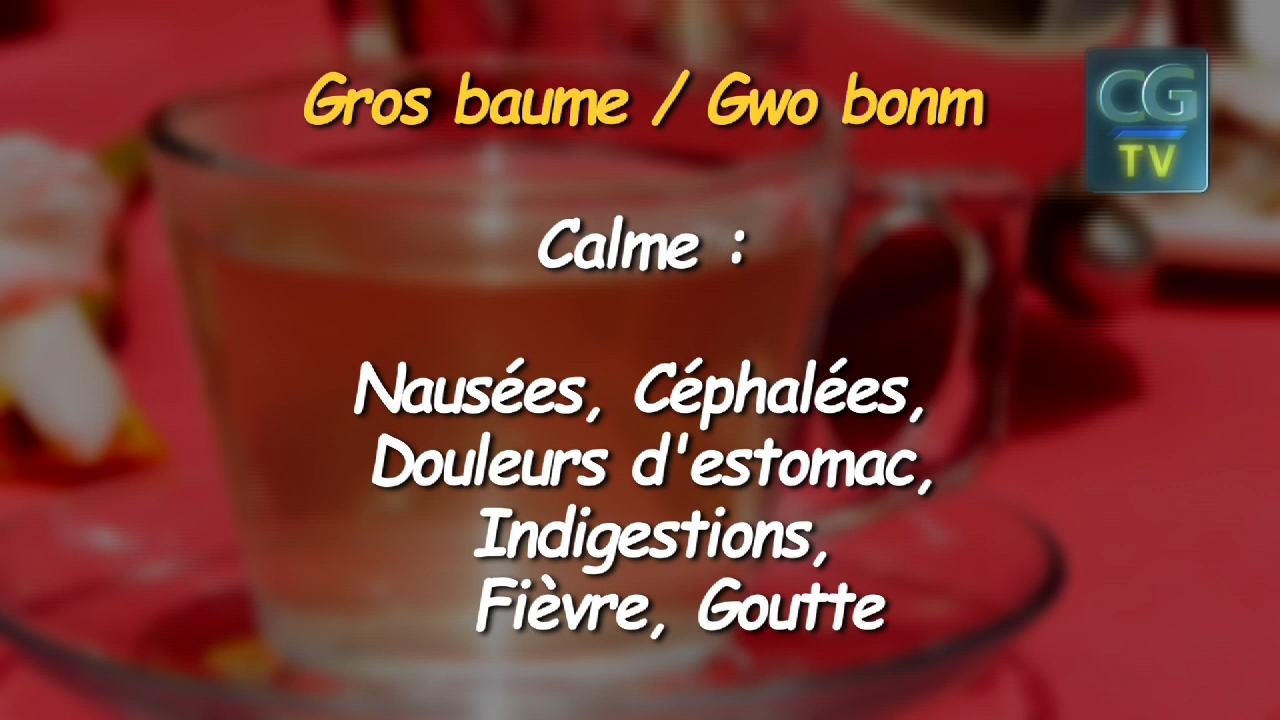 Gros baume / Gwo bonm
CG
TV
Calme :
Nausées, Céphalées,
Douleurs d'estomac,
Indigestions,
Fièvre, Goutte